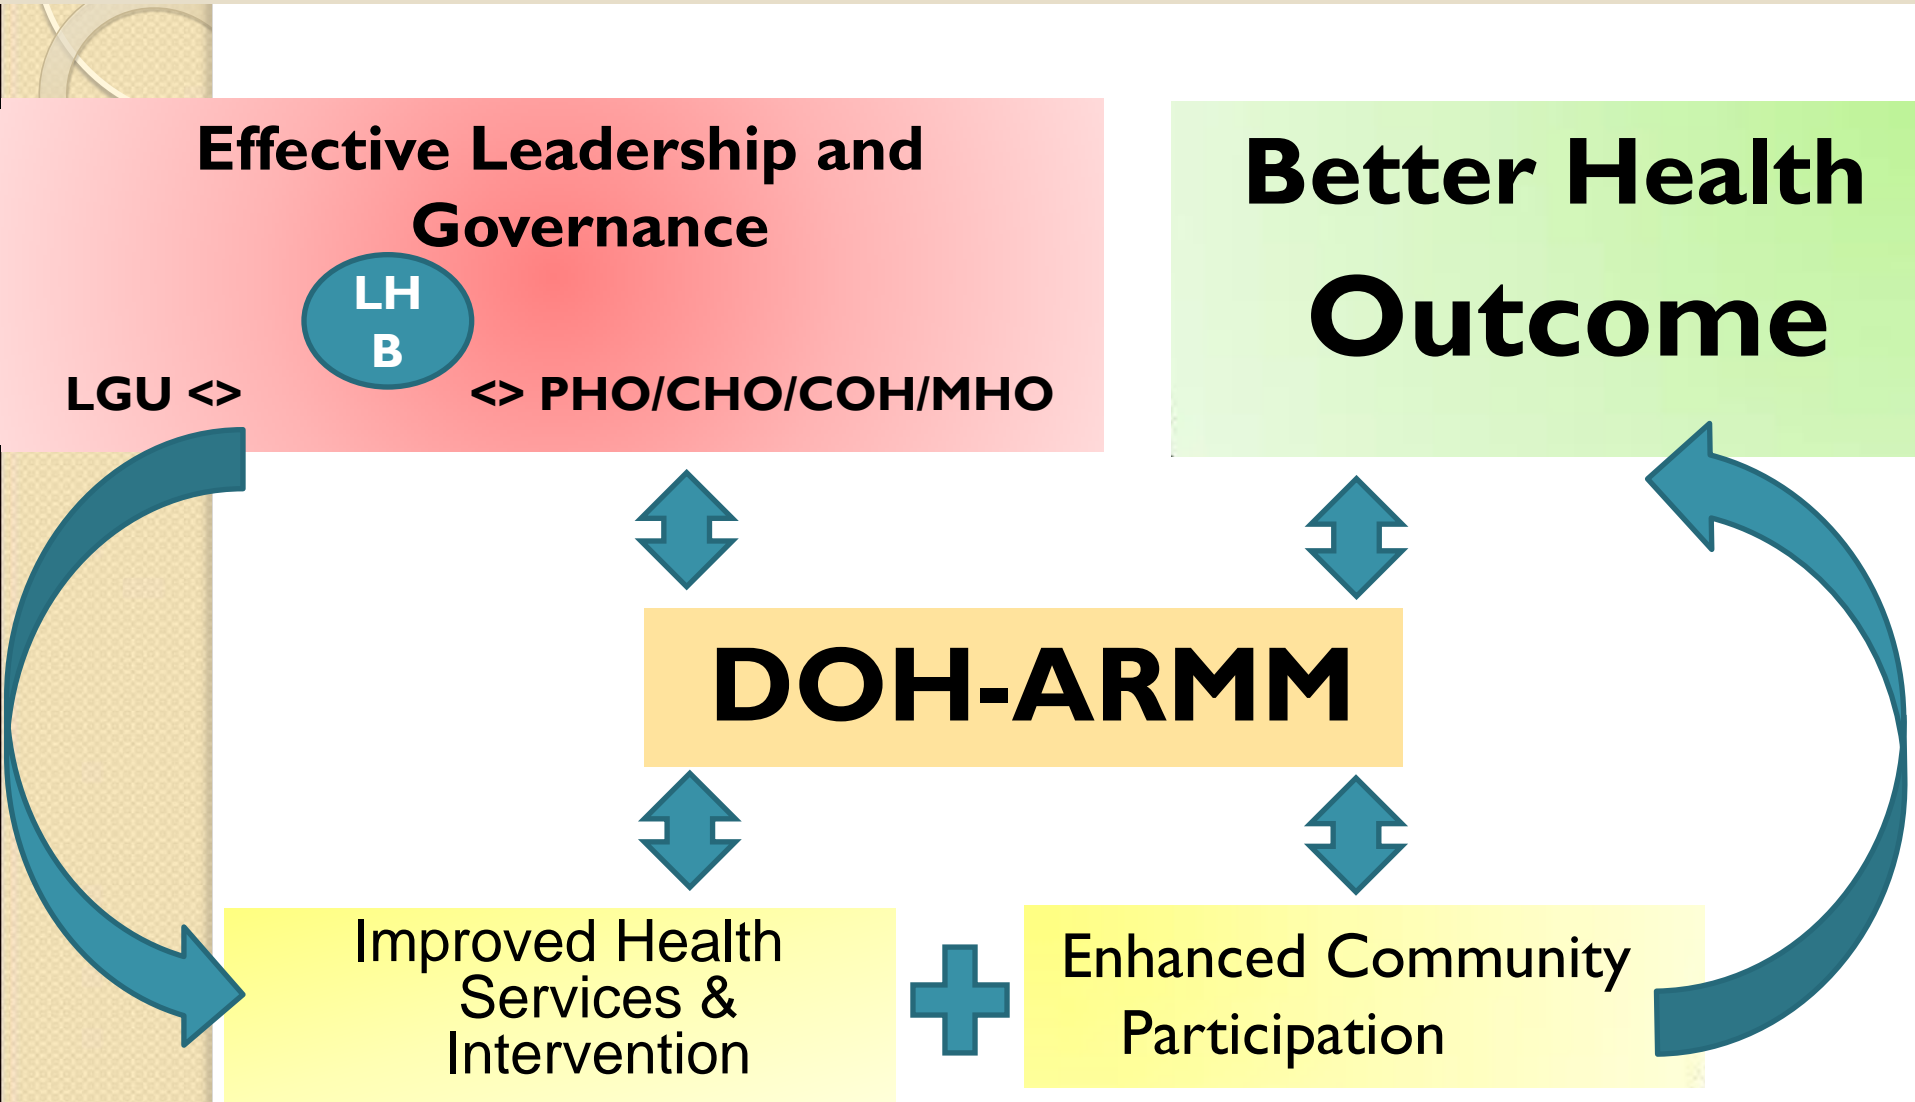 Effective Leadership and
Governance
LH
B
LGU <> <> PHO/CHO/COH/MHO
Better Health
Outcome
DOH-ARMM
Improved Health
Services &
Intervention
Enhanced Community
Participation